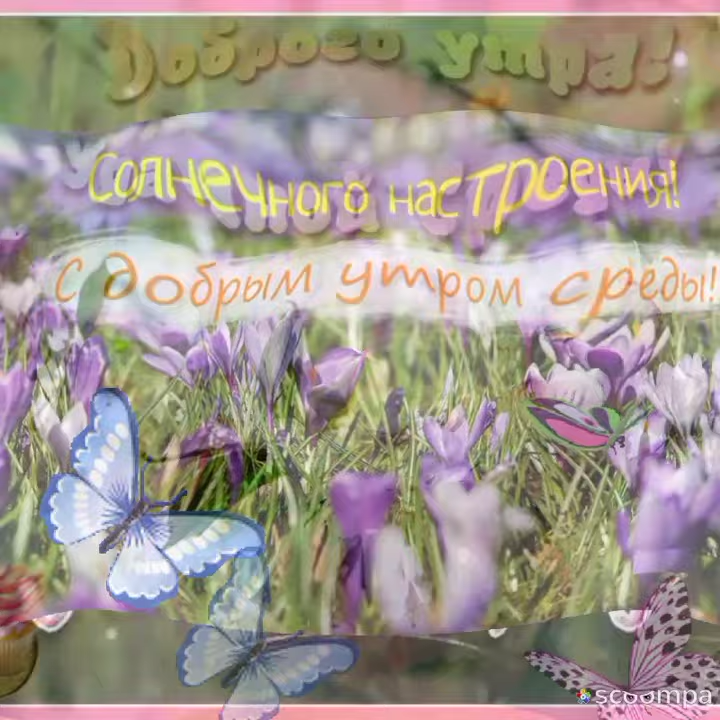 Доброго утра!
Солнечного настроения!
С добрым утром среды!
scoompa